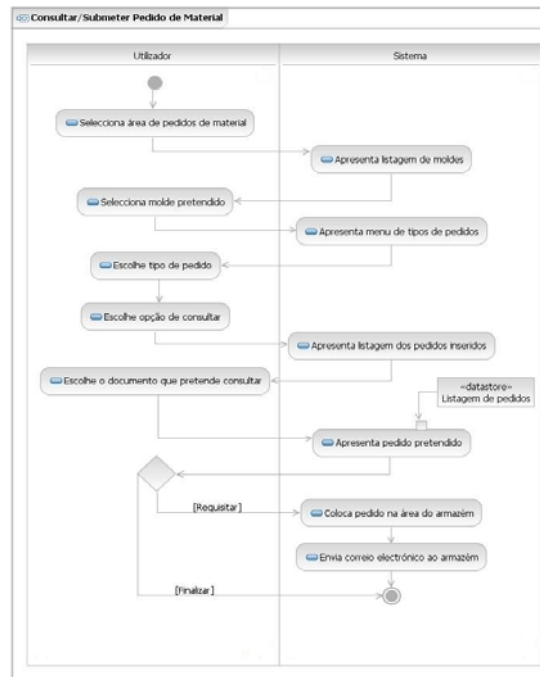 Consultar/Submeter Pedido de Material
Utilizador
Sistema
Selecciona área de pedidos de material
Apresenta listagem de moldes
Selecciona molde pretendido
Apresenta menu de tipos de pedidos
Escolhe tipo de pedido
Escolhe opção de consultar
Apresenta listagem dos pedidos inseridos
Escolhe o documento que pretende consultar
«datastore»
Listagem de pedidos
Apresenta pedido pretendido
[Requisitar]
Coloca pedido na área do armazém
Envia correio electrónico ao armazém
[Finalizar]